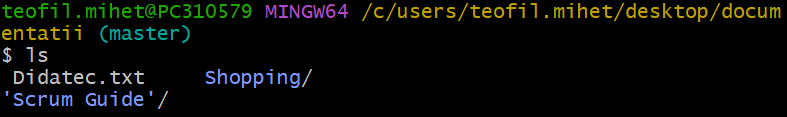 teofil.mihet@PC310579 MINGW64 /c/users/teofil.mihet/desktop/docum
entatii (master)
$ ls
 Didatec.txt     Shopping/
'Scrum Guide'/